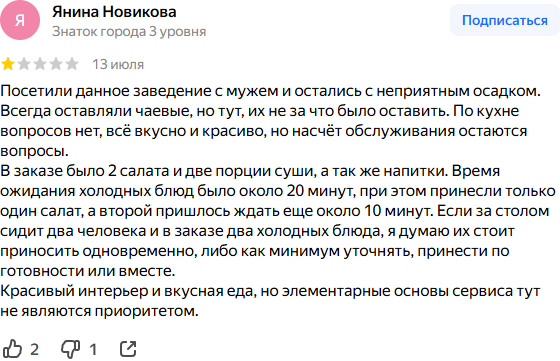 Я
Янина Новикова
Знаток города 3 уровня
Подписаться
13 июля
Посетили данное заведение с мужем и остались с неприятным осадком.
Всегда оставляли чаевые, но тут, их не за что было оставить. По кухне
вопросов нет, всё вкусно и красиво, но насчёт обслуживания остаются
вопросы.
В заказе было 2 салата и две порции суши, а так же напитки. Время
ожидания холодных блюд было около 20 минут, при этом принесли только
один салат, а второй пришлось ждать еще около 10 минут. Если за столом
сидит два человека и в заказе два холодных блюда, я думаю их стоит
приносить одновременно, либо как минимум уточнять, принести по
готовности или вместе.
Красивый интерьер и вкусная еда, но элементарные основы сервиса тут
не являются приоритетом.
2
1